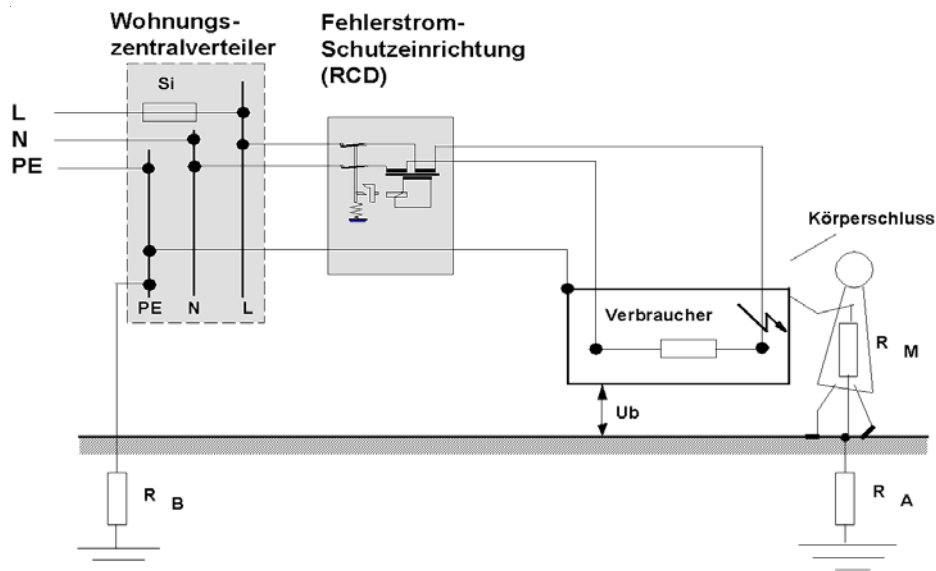 Wohnungs-
zentralverteiler
Fehlerstrom-
Schutzeinrichtung
(RCD)
Si
L
N
PE
Körperschluss
PE N L
Verbraucher
R M
Ub
R B
R A